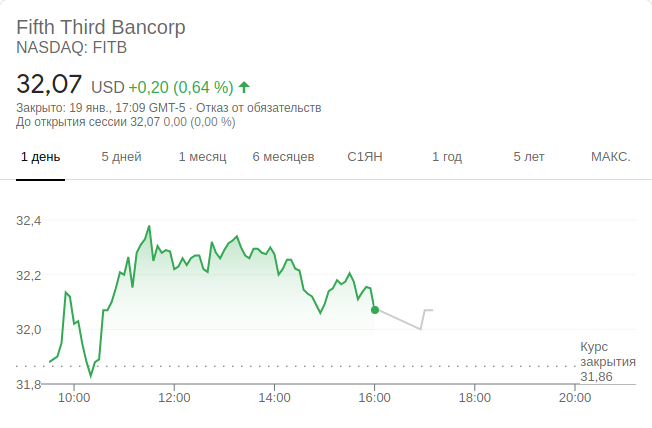 Fifth Third Bancorp
NASDAQ: FITB
32,07 USD +0,20 (0,64 %)
Закрыто: 19 янв., 17:09 GMT-5 · Отказ от обязательств
До открытия сессии 32,07 0,00 (0,00 %)
1 день 5 дней 1 месяц 6 месяцев С1ЯН 1 год 5 лет МАКС.
32,4
32,2
32,0
Курс
закрытия
31,86
31,8
10:00 12:00 14:00 16:00 18:00 20:00